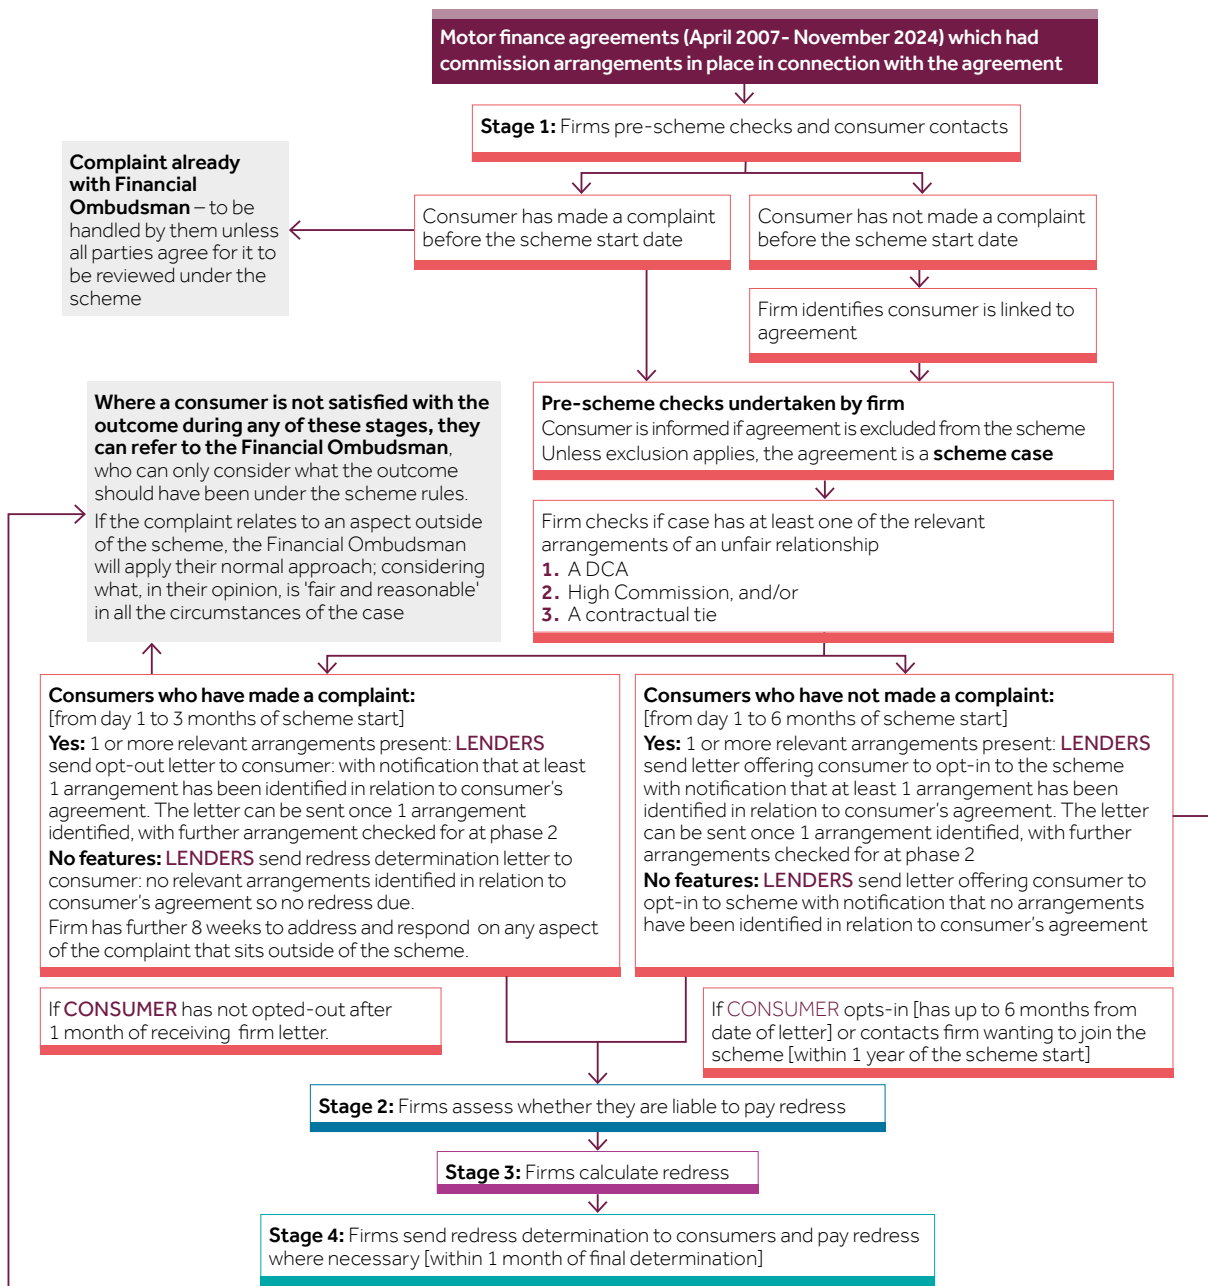 Motor finance agreements (April 2007- November 2024) which had
commission arrangements in place in connection with the agreement
Stage 1: Firms pre-scheme checks and consumer contacts
Complaint already
with Financial
Ombudsman – to be
handled by them unless
all parties agree for it to
be reviewed under the
scheme
Consumer has made a complaint
before the scheme start date
Consumer has not made a complaint
before the scheme start date
Firm identifies consumer is linked to
agreement
Where a consumer is not satisfied with the
outcome during any of these stages, they
can refer to the Financial Ombudsman,
who can only consider what the outcome
should have been under the scheme rules.
If the complaint relates to an aspect outside
of the scheme, the Financial Ombudsman
will apply their normal approach; considering
what, in their opinion, is 'fair and reasonable'
in all the circumstances of the case
Pre-scheme checks undertaken by firm
Consumer is informed if agreement is excluded from the scheme
Unless exclusion applies, the agreement is a scheme case
Firm checks if case has at least one of the relevant
arrangements of an unfair relationship
1. A DCA
2. High Commission, and/or
3. A contractual tie
Consumers who have made a complaint:
[from day 1 to 3 months of scheme start]
Yes: 1 or more relevant arrangements present: LENDERS
send opt-out letter to consumer: with notification that at least
1 arrangement has been identified in relation to consumer's
agreement. The letter can be sent once 1 arrangement
identified, with further arrangement checked for at phase 2
No features: LENDERS send redress determination letter to
consumer: no relevant arrangements identified in relation to
consumer's agreement so no redress due.
Firm has further 8 weeks to address and respond on any aspect
of the complaint that sits outside of the scheme.
Consumers who have not made a complaint:
[from day 1 to 6 months of scheme start]
Yes: 1 or more relevant arrangements present: LENDERS
send letter offering consumer to opt-in to the scheme
with notification that at least 1 arrangement has been
identified in relation to consumer's agreement. The letter
can be sent once 1 arrangement identified, with further
arrangements checked for at phase 2
No features: LENDERS send letter offering consumer to
opt-in to scheme with notification that no arrangements
have been identified in relation to consumer's agreement
If CONSUMER has not opted-out after
1 month of receiving firm letter.
If CONSUMER opts-in [has up to 6 months from
date of letter] or contacts firm wanting to join the
scheme [within 1 year of the scheme start]
Stage 2: Firms assess whether they are liable to pay redress
Stage 3: Firms calculate redress
Stage 4: Firms send redress determination to consumers and pay redress
where necessary [within 1 month of final determination]